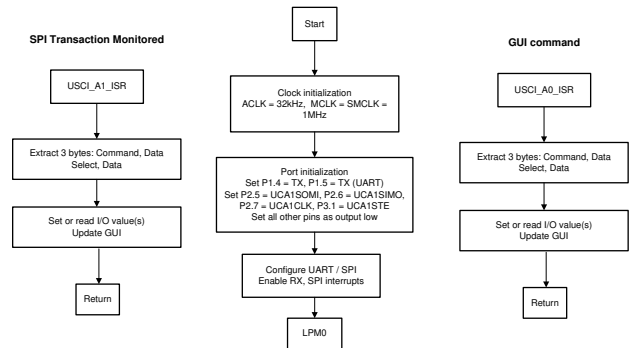 SPI Transaction Monitored
USCI_A1_ISR
Extract 3 bytes: Command, Data
Select, Data
Set or read I/O value(s)
Update GUI
Return
Start
Clock initialization
ACLK = 32kHz, MCLK = SMCLK =
1MHz
Port initialization
Set P1.4 = TX, P1.5 = TX (UART)
Set P2.5 = UCA1SOMI, P2.6 = UCA1SIMO,
P2.7 = UCA1CLK, P3.1 = UCA1STE
Set all other pins as output low
Configure UART / SPI
Enable RX, SPI interrupts
LPM0
GUI command
USCI_A0_ISR
Extract 3 bytes: Command, Data
Select, Data
Set or read I/O value(s)
Update GUI
Return